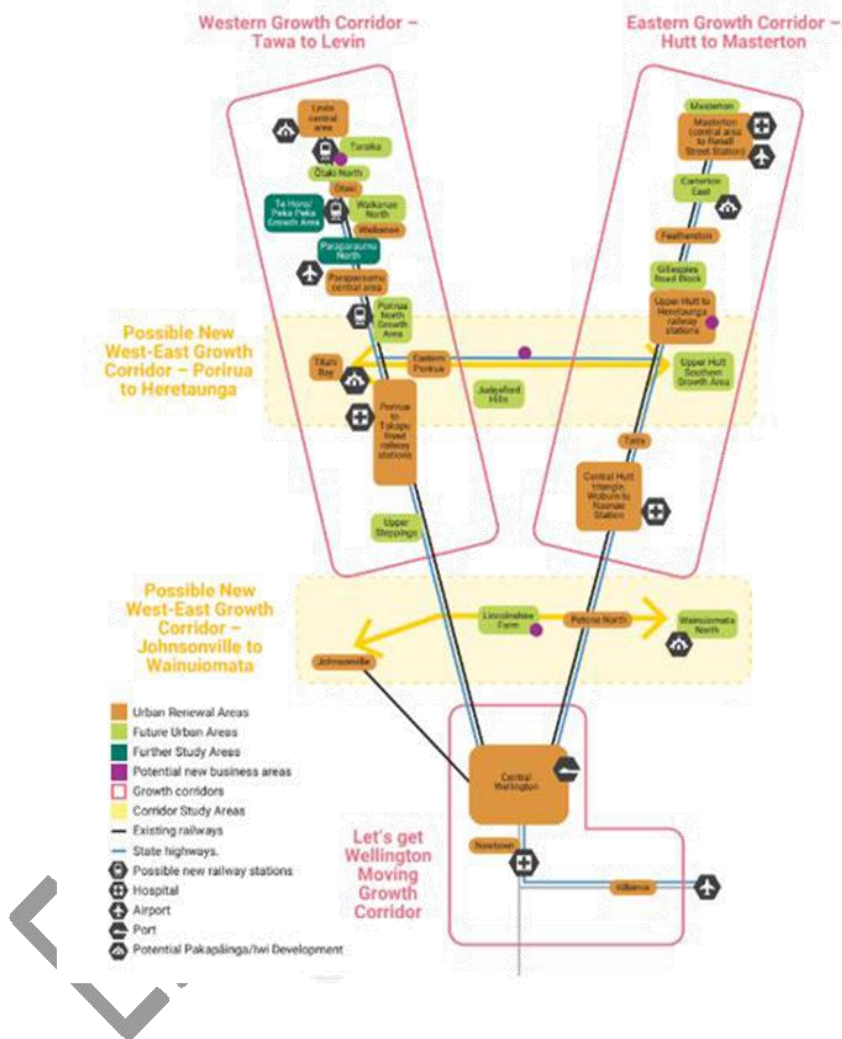 Western Growth Corridor –
Tawa to Levin
Eastern Growth Corridor –
Hutt to Masterton
Levin
central
area
Taraika
Ōtaki North
Ōtaki
Te Horo/
Peka Peka
Growth Area
Waikanae
North
Waikanae
Paraparaumu
North
Paraparaumu
central area
Porirua
North
Growth
Area
Masterton
Masterton
(central area
to Renall
Street Station)
Carterton
East
Featherston
Gillespies
Road Block
Upper Hutt to
Heretaunga
railway
stations
Possible New
West-East Growth
Corridor – Porirua
to Heretaunga
Titahi
Bay
Eastern
Porirua
Judgeford
Hills
Upper Hutt
Southern
Growth Area
Porirua
to
Takapu
Road
railway
stations
Taita
Central Hutt
triangle,
Woburn to
Naenae
Station
Upper
Stebbings
Possible New
West-East Growth
Corridor –
Johnsonville to
Wainuiomata
Lincolnshire
Farm
Petone North
Wainuiomata
North
Johnsonville
Urban Renewal Areas
Future Urban Areas
Further Study Areas
Potential new business areas
Growth corridors
Corridor Study Areas
Existing railways
State highways.
Possible new railway stations
Hospital
Airport
Port
Potential Pakapāinga/Iwi Development
Central
Wellington
Let's get
Wellington
Moving
Growth
Corridor
Newtown
Kilbirnie